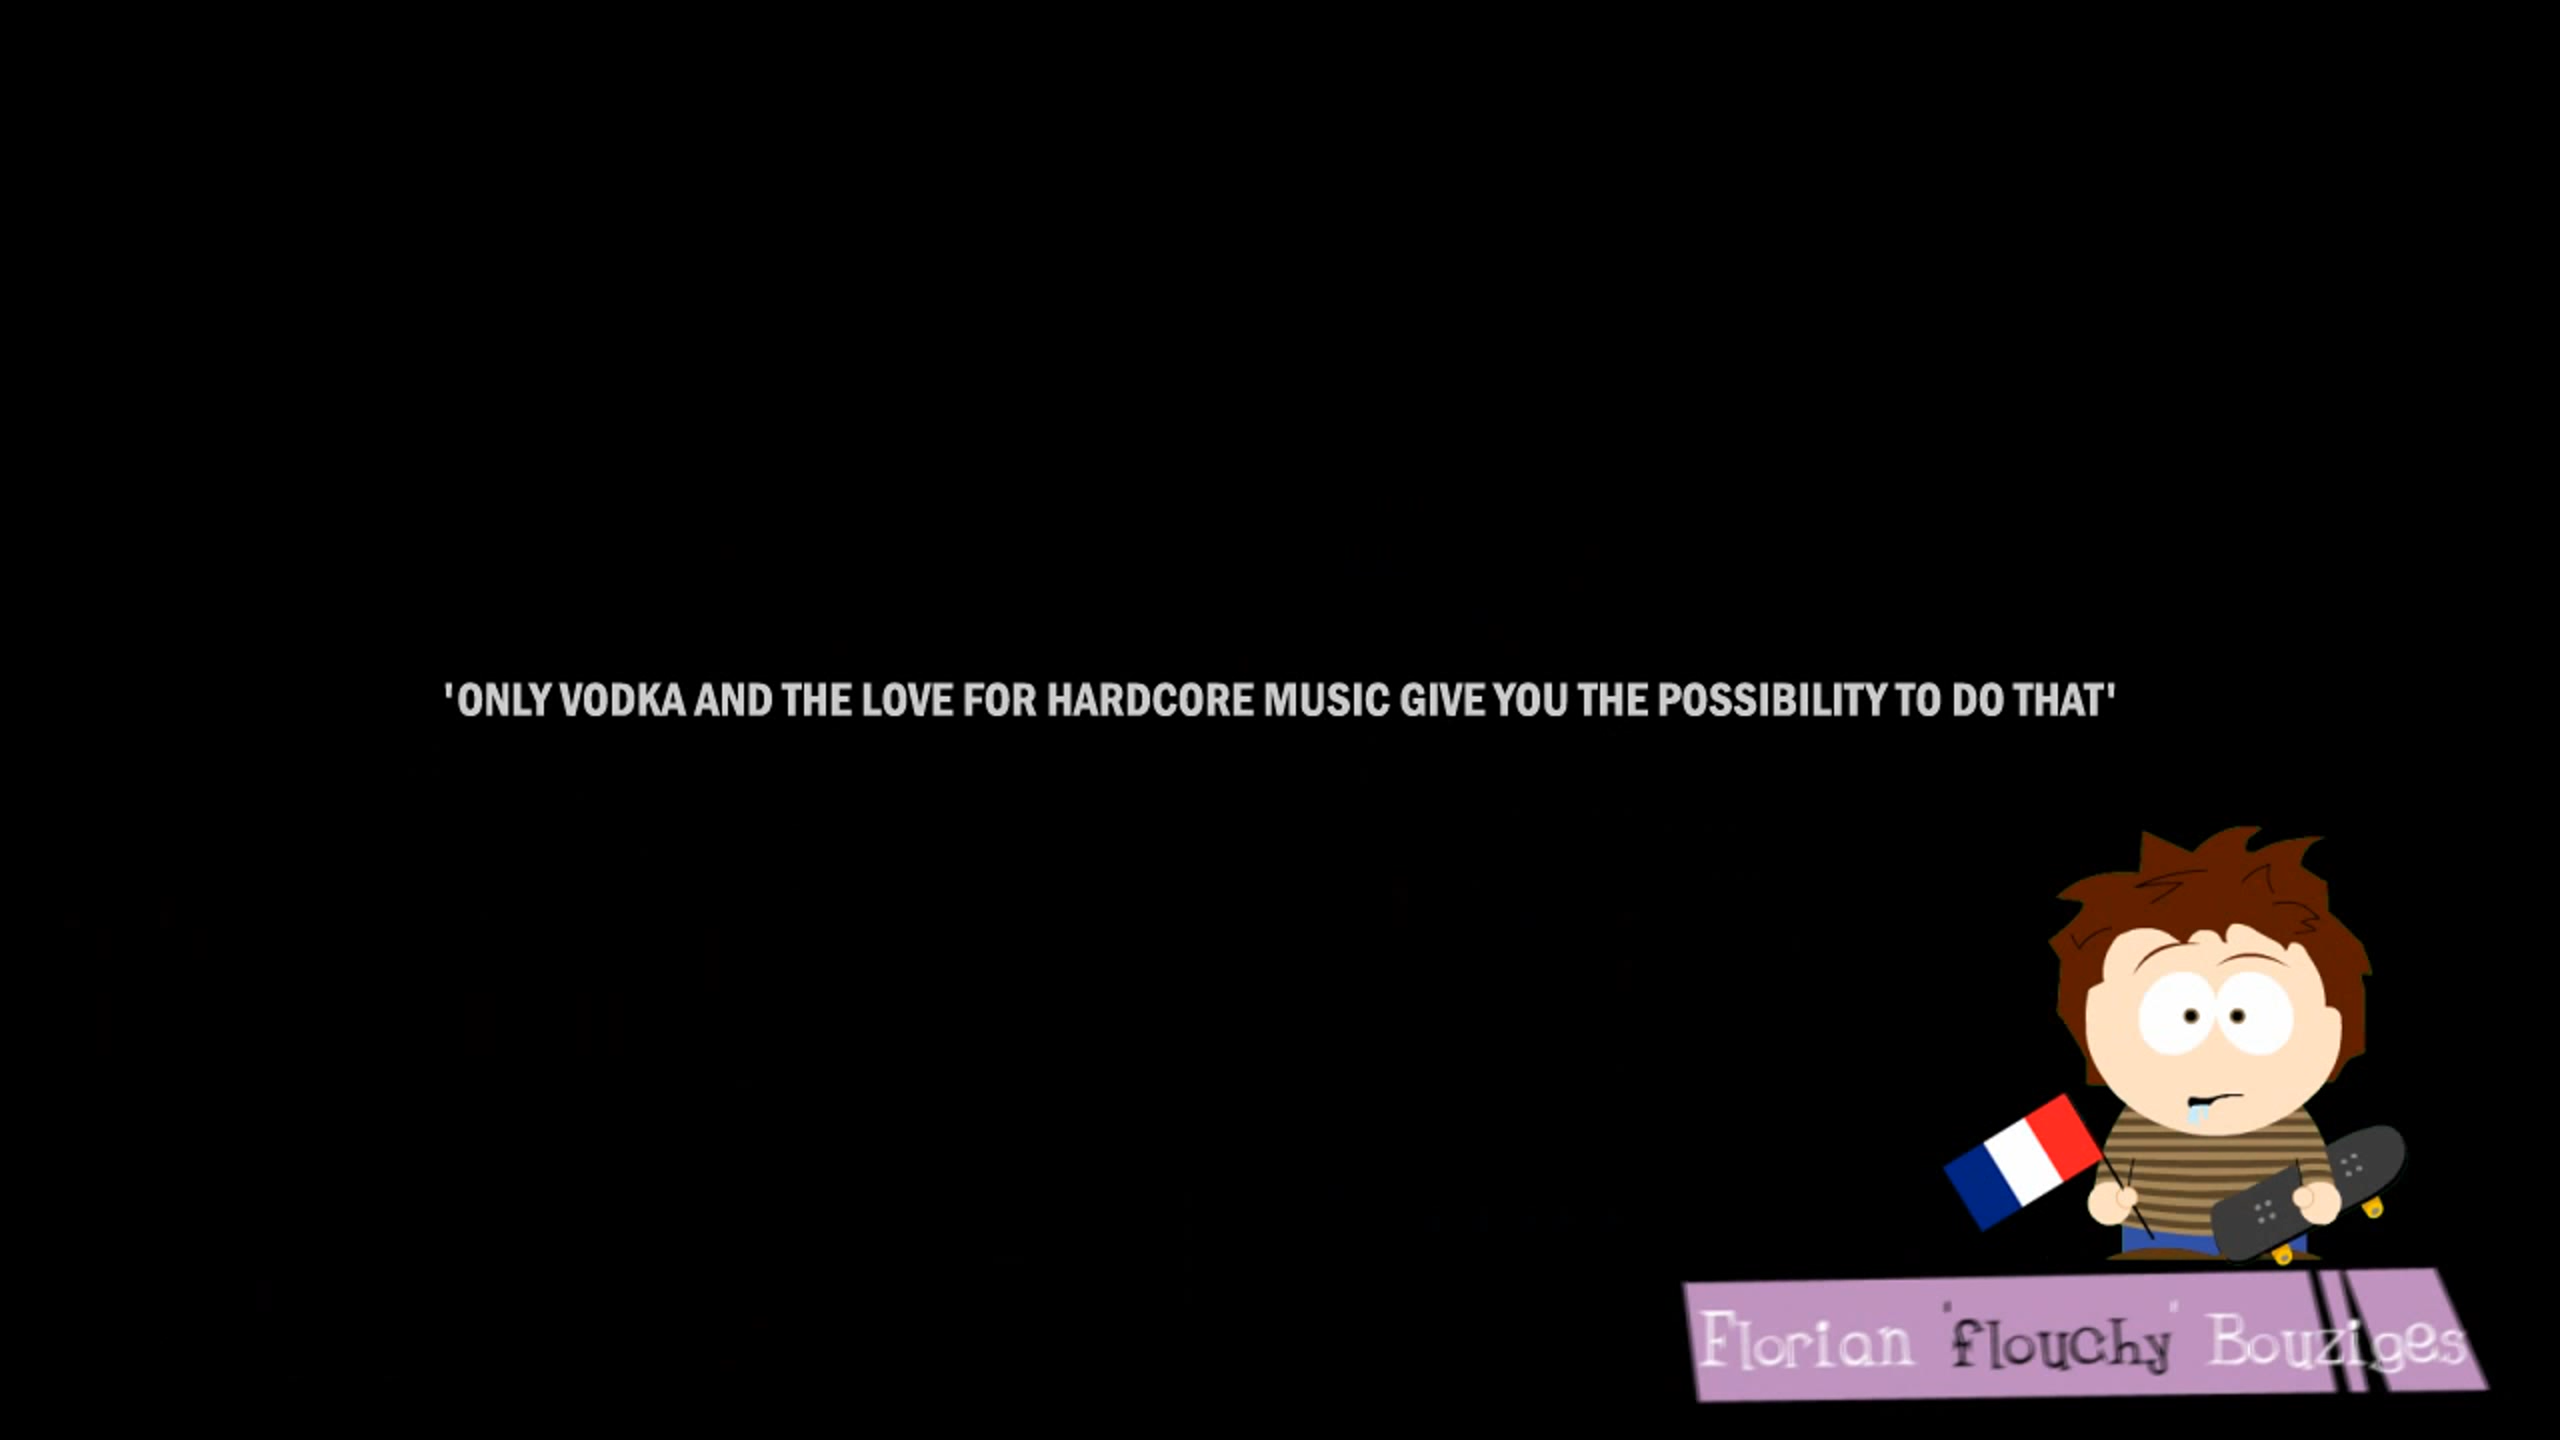 'ONLY VODKA AND THE LOVE FOR HARDCORE MUSIC GIVE YOU THE POSSIBILITY TO DO THAT'
Florian "flouchy" Bouziges